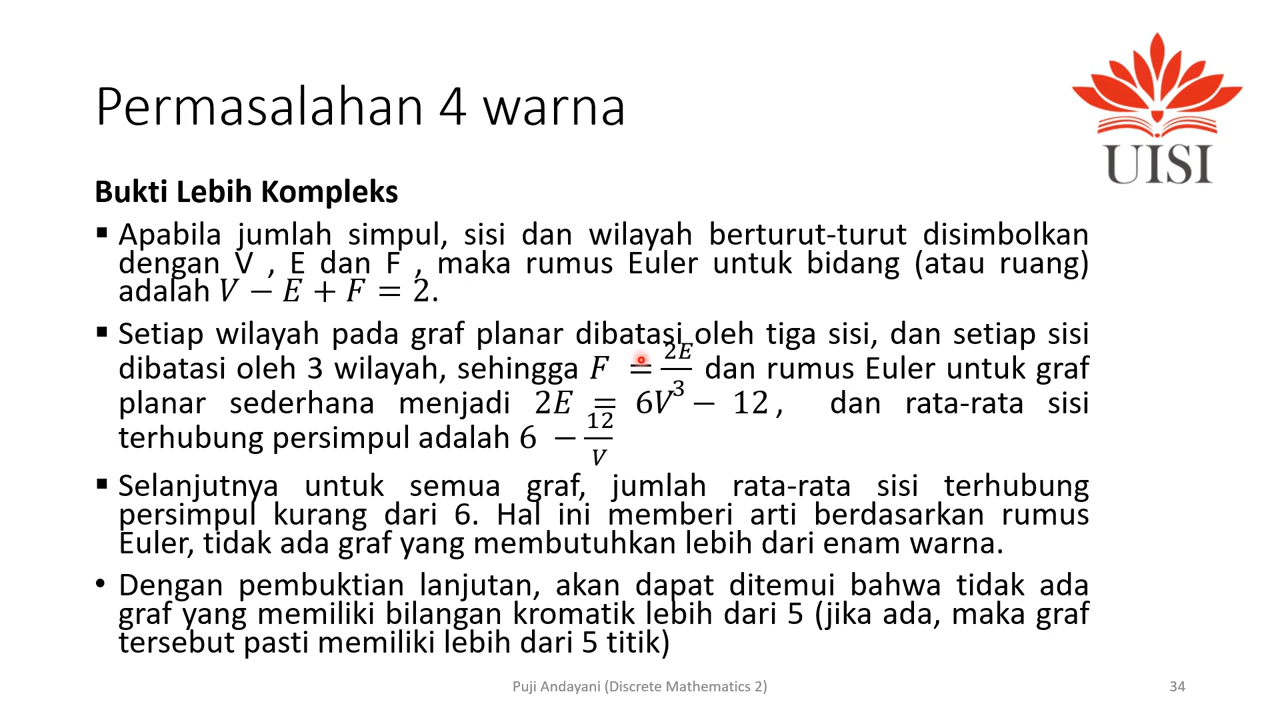 Permasalahan 4 warna
UISI
Bukti Lebih Kompleks
▪ Apabila jumlah simpul, sisi dan wilayah berturut-turut disimbolkan
dengan V , E dan F , maka rumus Euler untuk bidang (atau ruang)
adalah V − E + F = 2.
▪ Setiap wilayah pada graf planar dibatasi oleh tiga sisi, dan setiap sisi
dibatasi oleh 3 wilayah, sehingga F = 2E/3 dan rumus Euler untuk graf
planar sederhana menjadi 2E = 6V − 12 , dan rata-rata sisi
terhubung persimpul adalah 6 − 12/V
▪ Selanjutnya untuk semua graf, jumlah rata-rata sisi terhubung
persimpul kurang dari 6. Hal ini memberi arti berdasarkan rumus
Euler, tidak ada graf yang membutuhkan lebih dari enam warna.
• Dengan pembuktian lanjutan, akan dapat ditemui bahwa tidak ada
graf yang memiliki bilangan kromatik lebih dari 5 (jika ada, maka graf
tersebut pasti memiliki lebih dari 5 titik)
Puji Andayani (Discrete Mathematics 2)
34